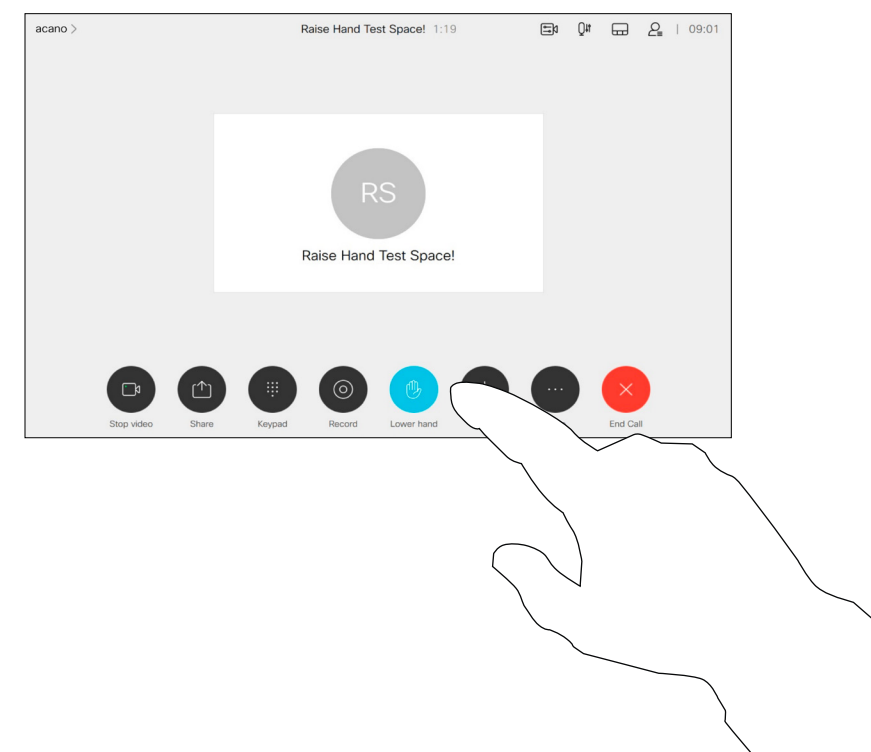 acano > Raise Hand Test Space! 1:19 | 09:01
RS
Raise Hand Test Space!
Stop video Share Keypad Record Lower hand End Call